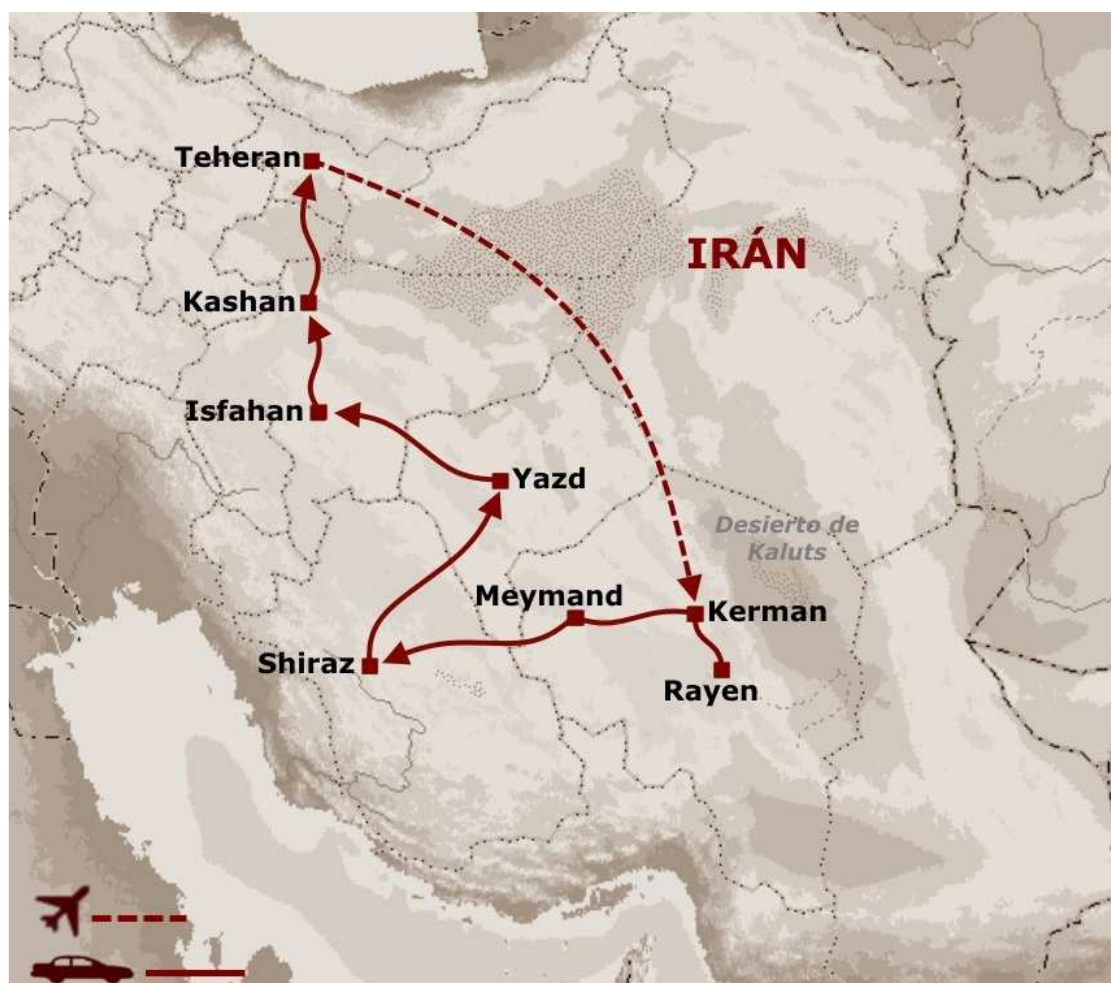 Teheran
IRÁN
Kashan
Isfahan
Yazd
Desierto de
Kaluts
Meymand
Kerman
Shiraz
Rayen